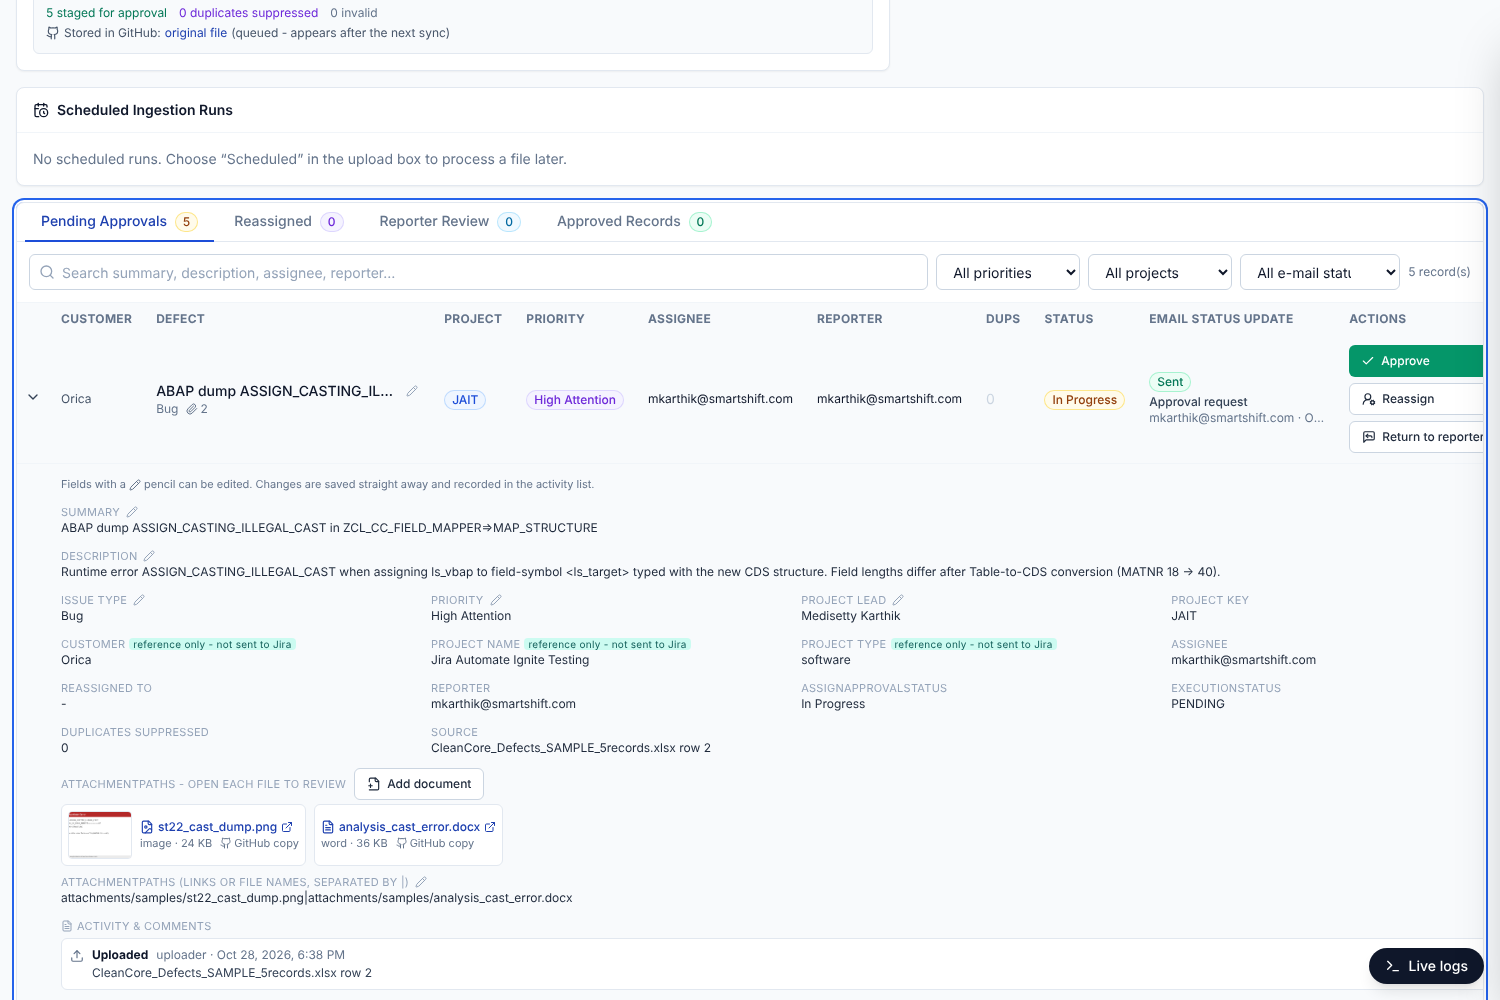 5 staged for approval 0 duplicates suppressed 0 invalid
Stored in GitHub: original file (queued - appears after the next sync)
Scheduled Ingestion Runs
No scheduled runs. Choose “Scheduled” in the upload box to process a file later.
Pending Approvals 5 Reassigned 0 Reporter Review 0 Approved Records 0
Search summary, description, assignee, reporter... All priorities All projects All e-mail statu 5 record(s)
CUSTOMER DEFECT PROJECT PRIORITY ASSIGNEE REPORTER DUPS STATUS EMAIL STATUS UPDATE ACTIONS
Approve
Orica ABAP dump ASSIGN_CASTING_IL... JAIT High Attention mkarthik@smartshift.com mkarthik@smartshift.com 0 In Progress Sent
Bug 2 Approval request Reassign
mkarthik@smartshift.com · O...
Return to reporter
Fields with a pencil can be edited. Changes are saved straight away and recorded in the activity list.
SUMMARY
ABAP dump ASSIGN_CASTING_ILLEGAL_CAST in ZCL_CC_FIELD_MAPPER=>MAP_STRUCTURE
DESCRIPTION
Runtime error ASSIGN_CASTING_ILLEGAL_CAST when assigning ls_vbap to field-symbol <ls_target> typed with the new CDS structure. Field lengths differ after Table-to-CDS conversion (MATNR 18 -> 40).
ISSUE TYPE PRIORITY PROJECT LEAD PROJECT KEY
Bug High Attention Medisetty Karthik JAIT
CUSTOMER reference only - not sent to Jira PROJECT NAME reference only - not sent to Jira PROJECT TYPE reference only - not sent to Jira ASSIGNEE
Orica Jira Automate Ignite Testing software mkarthik@smartshift.com
REASSIGNED TO REPORTER ASSIGNAPPROVALSTATUS EXECUTIONSTATUS
- mkarthik@smartshift.com In Progress PENDING
DUPLICATES SUPPRESSED SOURCE
0 CleanCore_Defects_SAMPLE_5records.xlsx row 2
ATTACHMENTPATHS - OPEN EACH FILE TO REVIEW Add document
st22_cast_dump.png analysis_cast_error.docx
image · 24 KB GitHub copy word · 36 KB GitHub copy
ATTACHMENTPATHS (LINKS OR FILE NAMES, SEPARATED BY |)
attachments/samples/st22_cast_dump.png|attachments/samples/analysis_cast_error.docx
ACTIVITY & COMMENTS
Uploaded uploader · Oct 28, 2026, 6:38 PM
CleanCore_Defects_SAMPLE_5records.xlsx row 2
Live logs